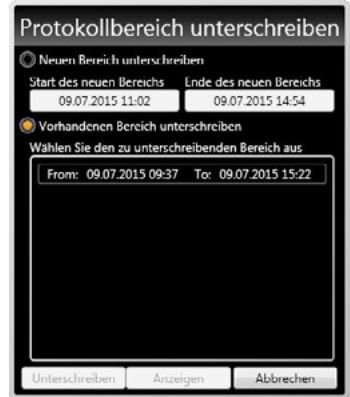 Protokollbereich unterschreiben
Neuen Bereich unterschreiben
Start des neuen Bereichs Ende des neuen Bereichs
09.07.2015 11:02 09.07.2015 14:54
Vorhandenen Bereich unterschreiben
Wählen Sie den zu unterschreibenden Bereich aus
From: 09.07.2015 09:37 To: 09.07.2015 15:22
Unterschreiben Anzeigen Abbrechen